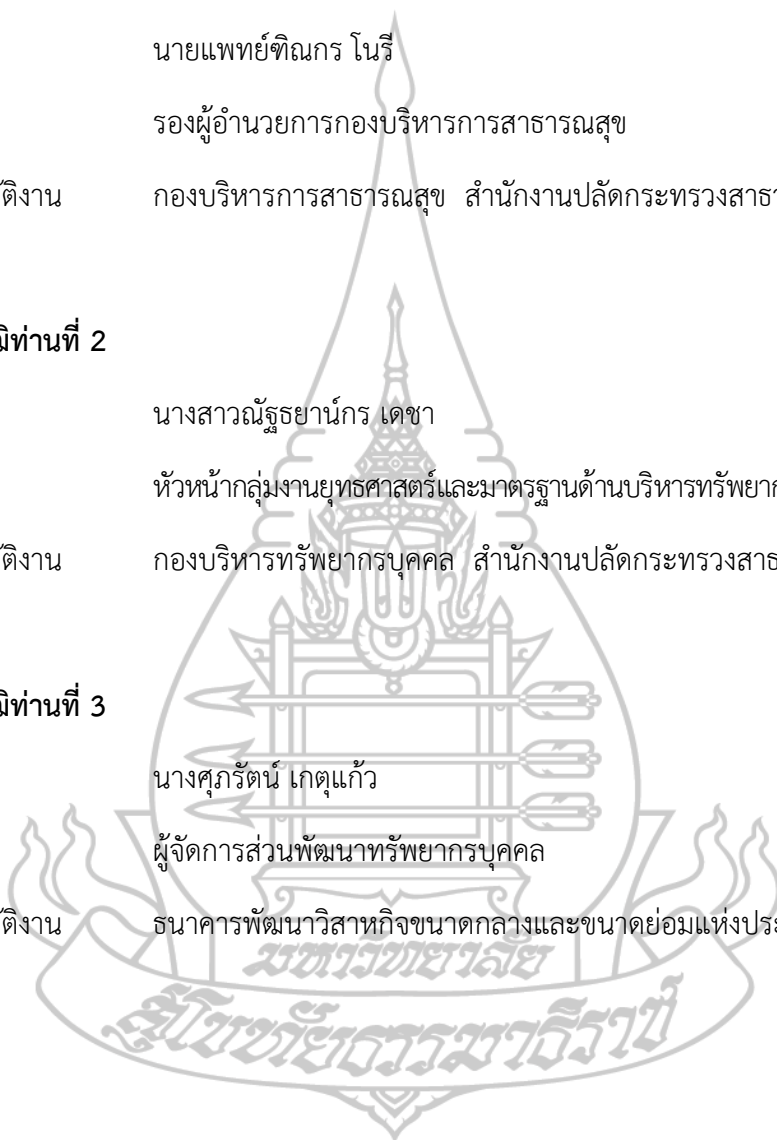 นายแพทย์ฑิณกร โนรี
รองผู้อำนวยการกองบริหารการสาธารณสุข
ัติงาน กองบริหารการสาธารณสุข สำนักงานปลัดกระทรวงสาธา
ิท่านที่ 2
นางสาวณัฐธยาน์กร เดชา
หัวหน้ากลุ่มงานยุทธศาสตร์และมาตรฐานด้านบริหารทรัพยาก
ัติงาน กองบริหารทรัพยากรบุคคล สำนักงานปลัดกระทรวงสาธ
ิท่านที่ 3
นางศุภรัตน์ เกตุแก้ว
ผู้จัดการส่วนพัฒนาทรัพยากรบุคคล
ัติงาน ธนาคารพัฒนาวิสาหกิจขนาดกลางและขนาดย่อมแห่งประ
มหาวิทยาลัย
สุโขทัยธรรมาธิราช